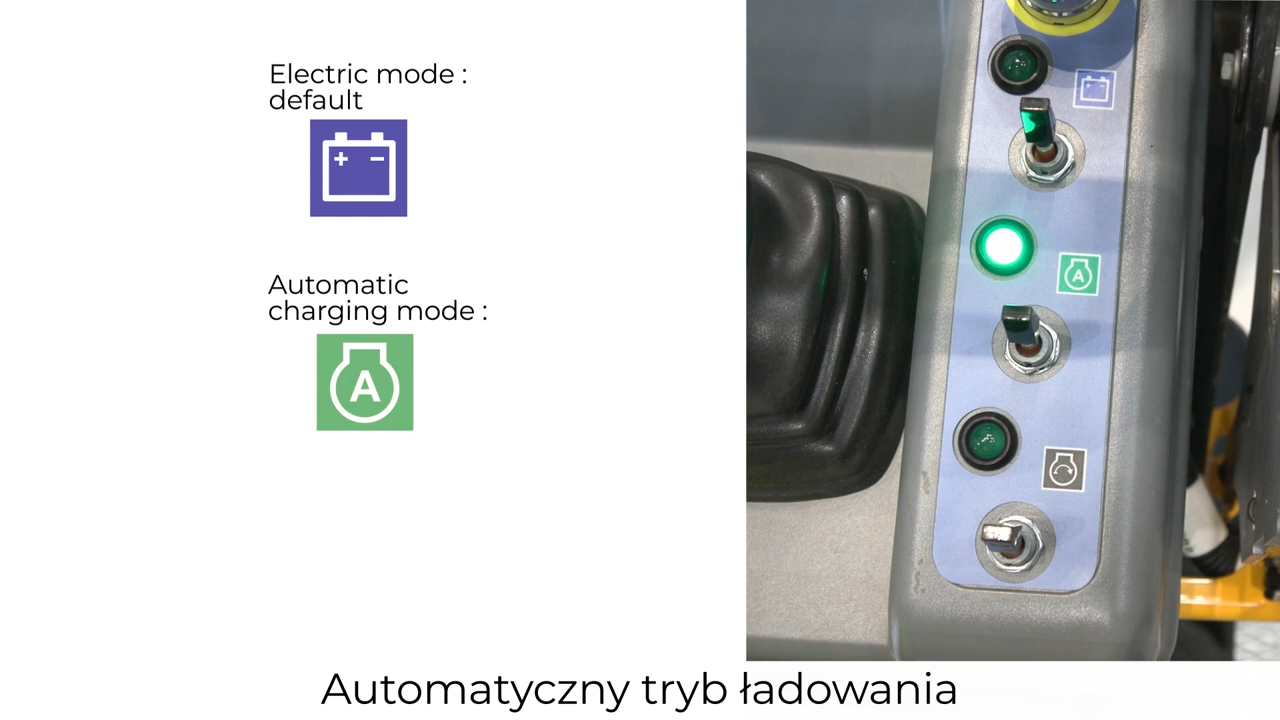 Electric mode :
default
+ −
Automatic
charging mode :
A
A
Automatyczny tryb ładowania